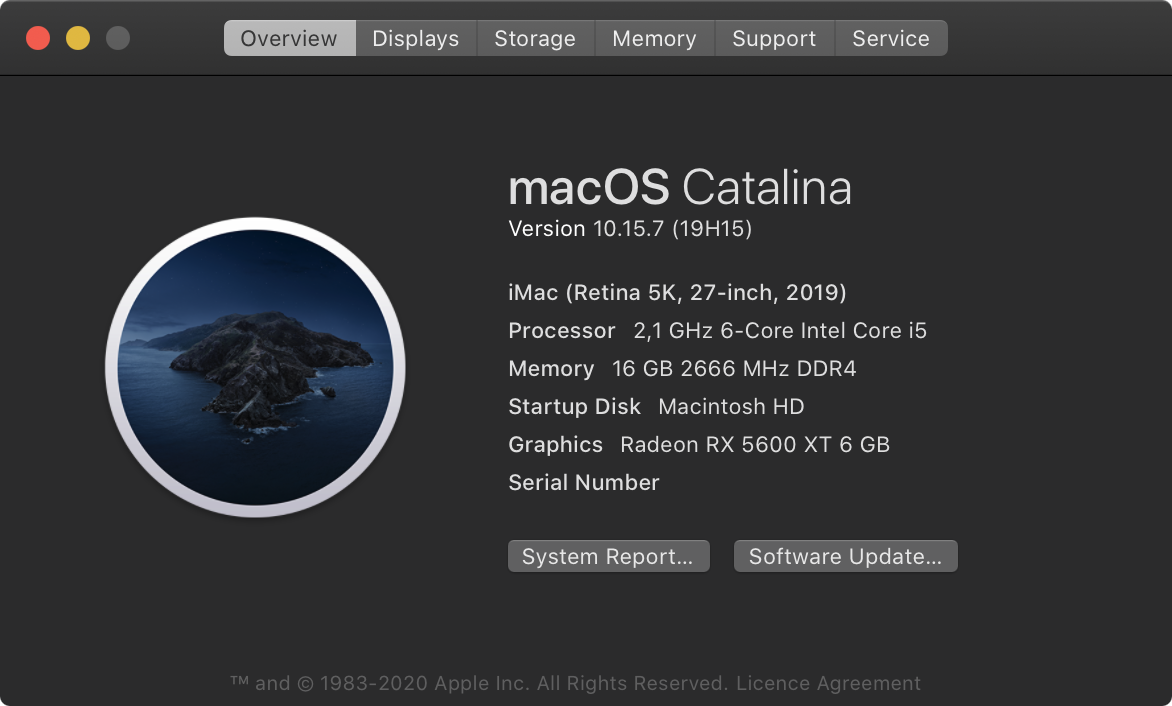 Overview Displays Storage Memory Support Service
macOS Catalina
Version 10.15.7 (19H15)
iMac (Retina 5K, 27-inch, 2019)
Processor 2,1 GHz 6-Core Intel Core i5
Memory 16 GB 2666 MHz DDR4
Startup Disk Macintosh HD
Graphics Radeon RX 5600 XT 6 GB
Serial Number
System Report... Software Update...
™ and © 1983-2020 Apple Inc. All Rights Reserved. Licence Agreement